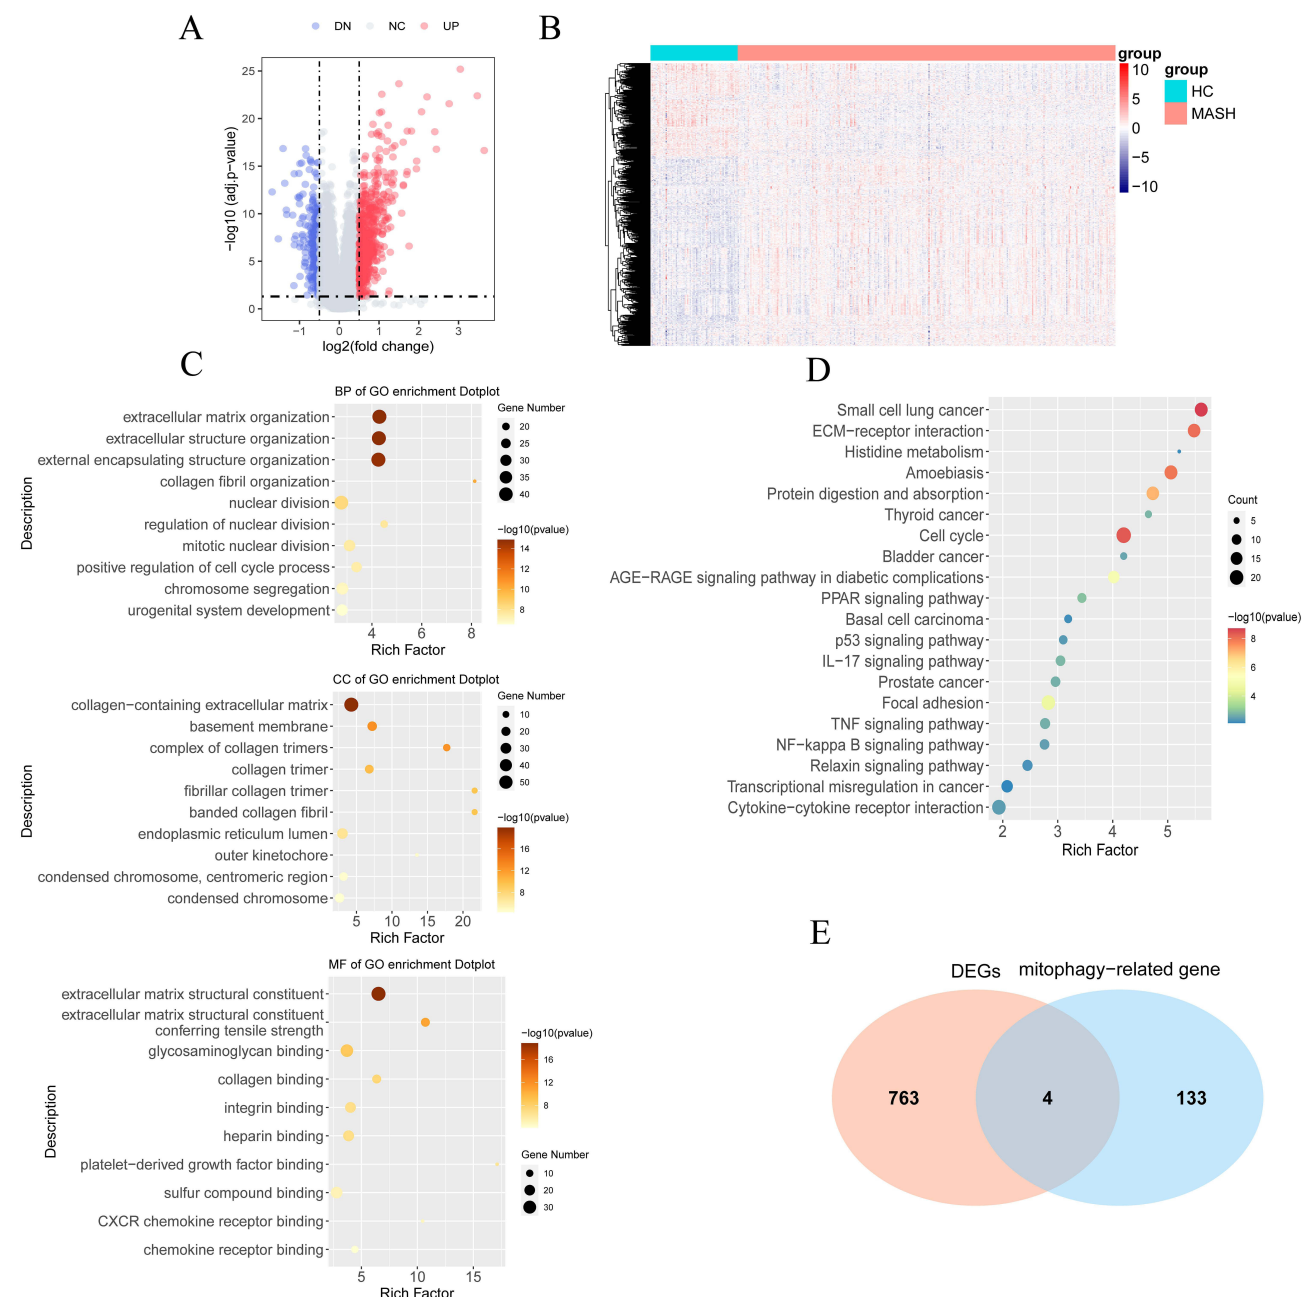 A
DN
NC
UP
25
20
15
10
5
0
−log10 (adj.p−value)
−1
0
1
2
3
log2(fold change)
B
group
10
5
0
−5
−10
group
HC
MASH
C
BP of GO enrichment Dotplot
extracellular matrix organization
extracellular structure organization
external encapsulating structure organization
collagen fibril organization
nuclear division
regulation of nuclear division
mitotic nuclear division
positive regulation of cell cycle process
chromosome segregation
urogenital system development
Description
4
6
8
Rich Factor
Gene Number
20
25
30
35
40
−log10(pvalue)
14
12
10
8
CC of GO enrichment Dotplot
collagen−containing extracellular matrix
basement membrane
complex of collagen trimers
collagen trimer
fibrillar collagen trimer
banded collagen fibril
endoplasmic reticulum lumen
outer kinetochore
condensed chromosome, centromeric region
condensed chromosome
Description
5
10
15
20
Rich Factor
Gene Number
10
20
30
40
50
−log10(pvalue)
16
12
8
MF of GO enrichment Dotplot
extracellular matrix structural constituent
extracellular matrix structural constituent
conferring tensile strength
glycosaminoglycan binding
collagen binding
integrin binding
heparin binding
platelet−derived growth factor binding
sulfur compound binding
CXCR chemokine receptor binding
chemokine receptor binding
Description
5
10
15
Rich Factor
−log10(pvalue)
16
12
8
Gene Number
10
20
30
D
Small cell lung cancer
ECM−receptor interaction
Histidine metabolism
Amoebiasis
Protein digestion and absorption
Thyroid cancer
Cell cycle
Bladder cancer
AGE−RAGE signaling pathway in diabetic complications
PPAR signaling pathway
Basal cell carcinoma
p53 signaling pathway
IL−17 signaling pathway
Prostate cancer
Focal adhesion
TNF signaling pathway
NF−kappa B signaling pathway
Relaxin signaling pathway
Transcriptional misregulation in cancer
Cytokine−cytokine receptor interaction
2
3
4
5
Rich Factor
Count
5
10
15
20
−log10(pvalue)
8
6
4
E
DEGs
mitophagy−related gene
763
4
133